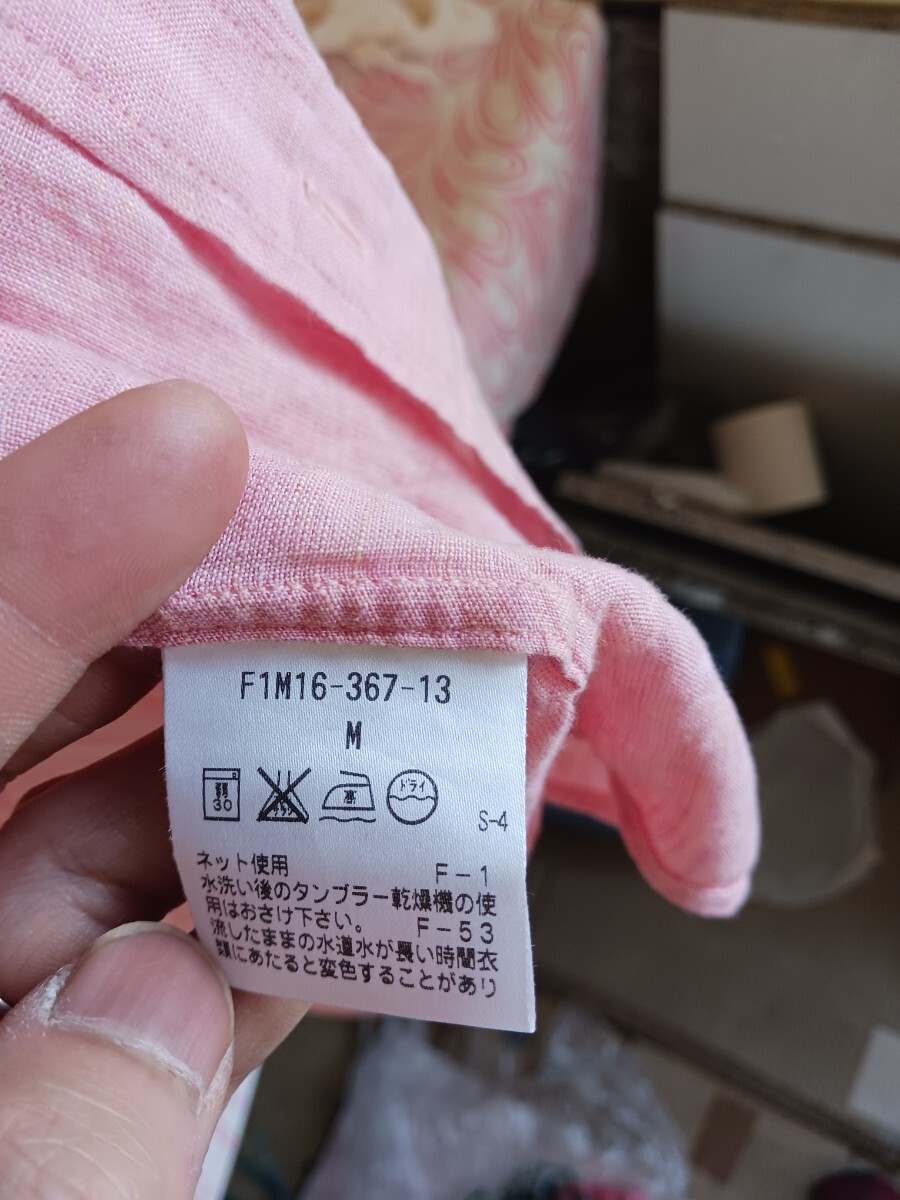 F1M16-367-13
M
弱
30
高
ドライ
S-4
ネット使用 F-1
水洗い後のタンブラー乾燥機の使
用はおさけ下さい。 F-53
流したままの水道水が長い時間衣
類にあたると変色することがあり